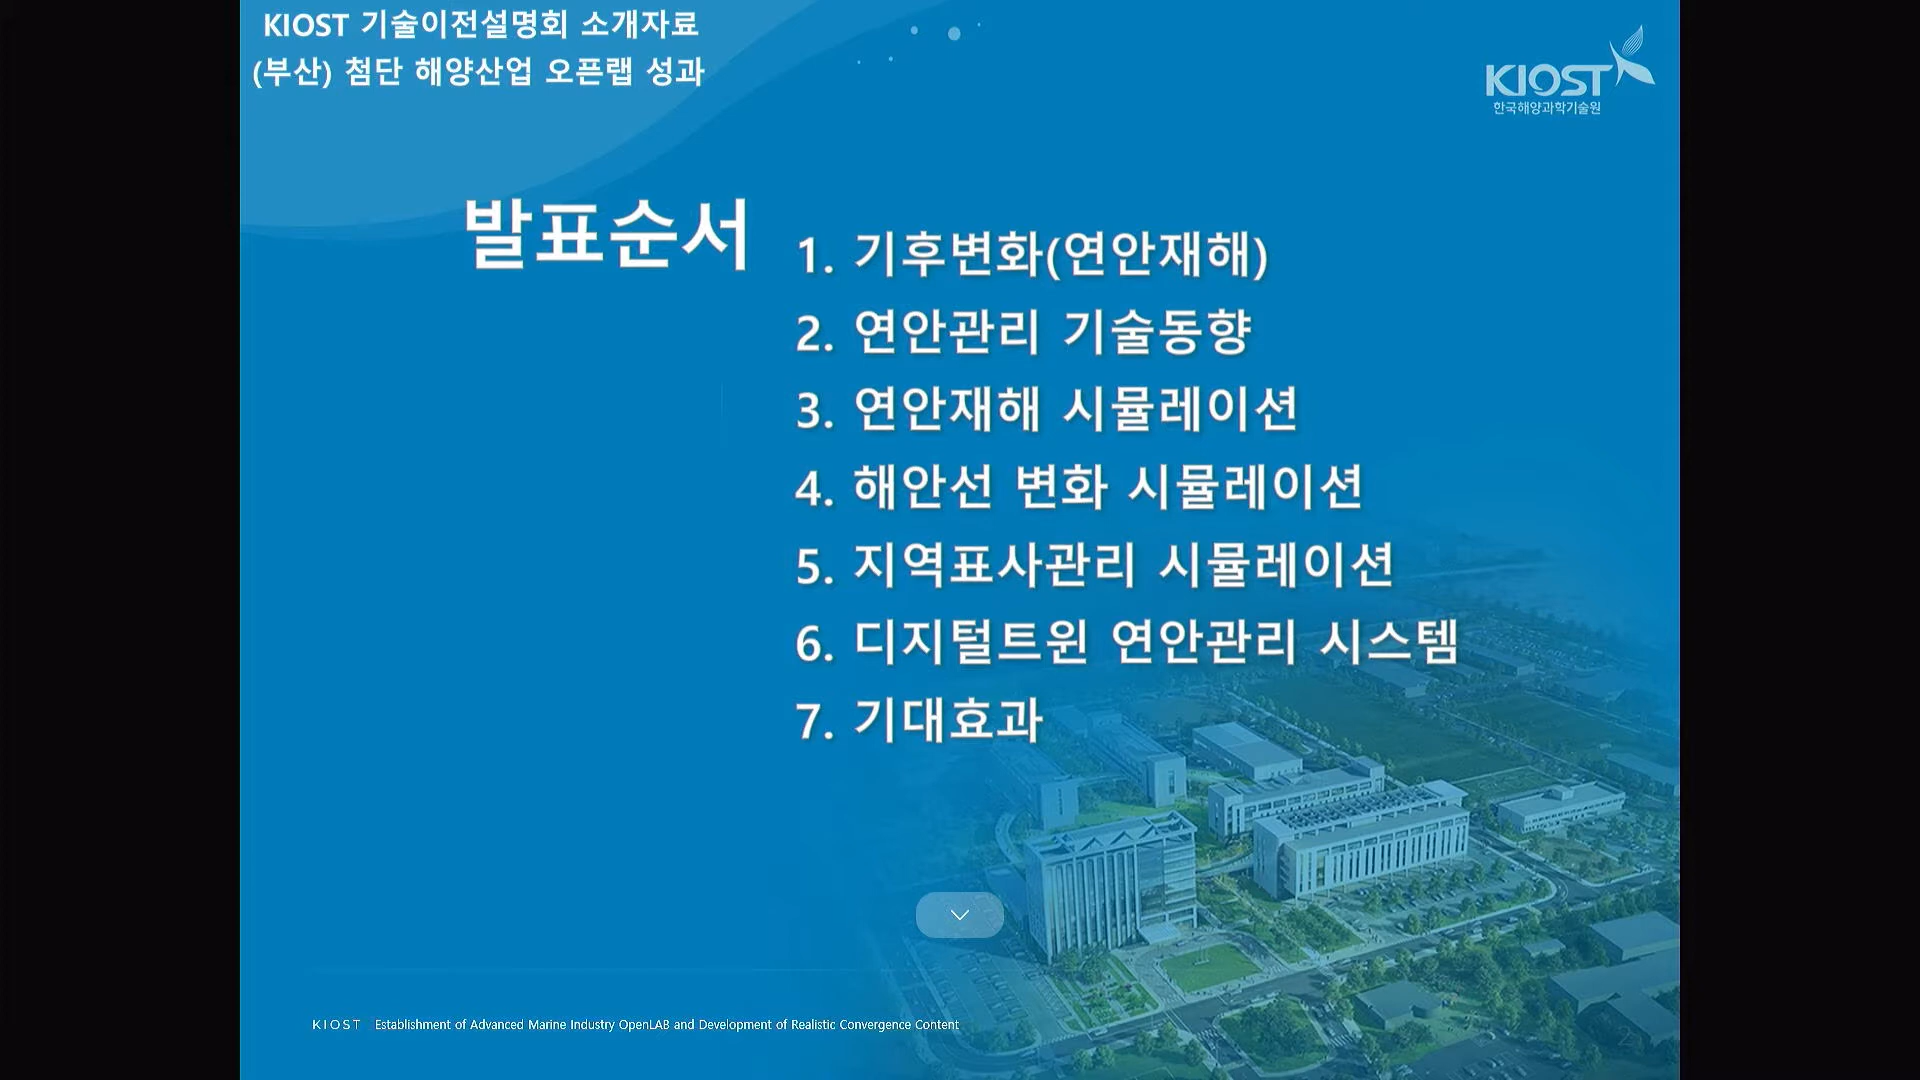 KIOST 기술이전설명회 소개자료
(부산) 첨단 해양산업 오픈랩 성과
KIOST
한국해양과학기술원
발표순서
1. 기후변화(연안재해)
2. 연안관리 기술동향
3. 연안재해 시뮬레이션
4. 해안선 변화 시뮬레이션
5. 지역표사관리 시뮬레이션
6. 디지털트윈 연안관리 시스템
7. 기대효과
KIOST Establishment of Advanced Marine Industry OpenLAB and Development of Realistic Convergence Content
2